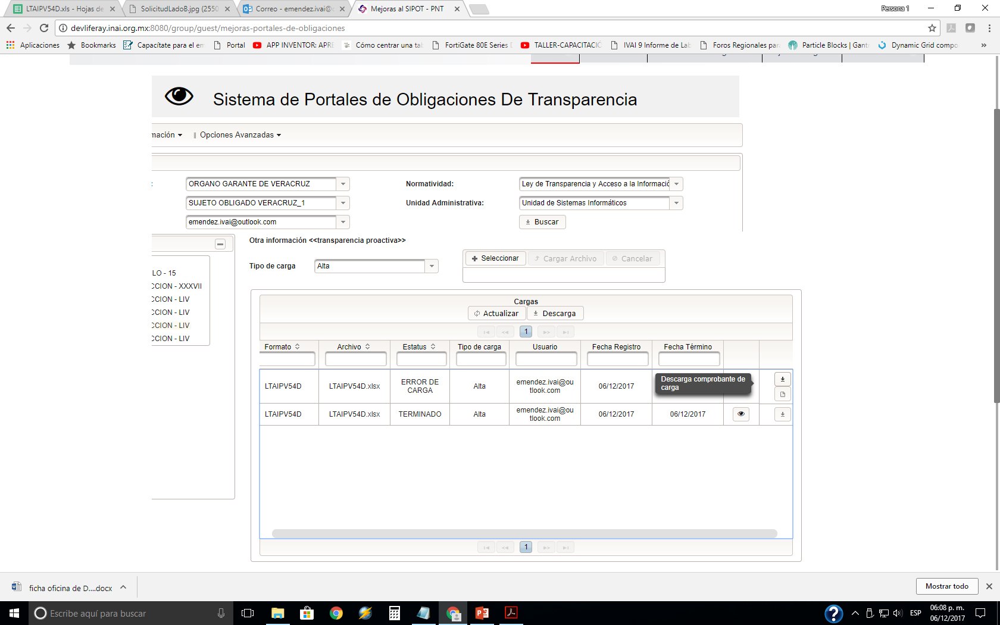 LTAIPV54D.xls - Hojas de
SolicitudLadoB.jpg (2550
Correo - emendez.ivai@o
Mejoras al SIPOT - PNT
Persona 1
devliferay.inai.org.mx:8080/group/guest/mejoras-portales-de-obligaciones
Aplicaciones
Bookmarks
Capacítate para el em
Portal
APP INVENTOR: APRE
Cómo centrar una tab
FortiGate 80E Series D
TALLER-CAPACITACIÓ
IVAI 9 Informe de Lab
Foros Regionales para
Particle Blocks | Gant
Dynamic Grid compo
»
Sistema de Portales de Obligaciones De Transparencia
mación
Opciones Avanzadas
:
ORGANO GARANTE DE VERACRUZ
Normatividad:
Ley de Transparencia y Acceso a la Informació
SUJETO OBLIGADO VERACRUZ_1
Unidad Administrativa:
Unidad de Sistemas Informáticos
emendez.ivai@outlook.com
Buscar
LO - 15
CCION - XXXVII
CCION - LIV
CCION - LIV
CCION - LIV
CCION - LIV
Otra información <<transparencia proactiva>>
Tipo de carga
Alta
Seleccionar
Cargar Archivo
Cancelar
Cargas
Actualizar
Descarga
1
Formato
Archivo
Estatus
Tipo de carga
Usuario
Fecha Registro
Fecha Término
LTAIPV54D
LTAIPV54D.xlsx
ERROR DE
CARGA
Alta
emendez.ivai@ou
tlook.com
06/12/2017
Descarga comprobante de
carga
LTAIPV54D
LTAIPV54D.xlsx
TERMINADO
Alta
emendez.ivai@ou
tlook.com
06/12/2017
06/12/2017
1
ficha oficina de D....docx
Mostrar todo
Escribe aquí para buscar
ESP
06:08 p. m.
06/12/2017